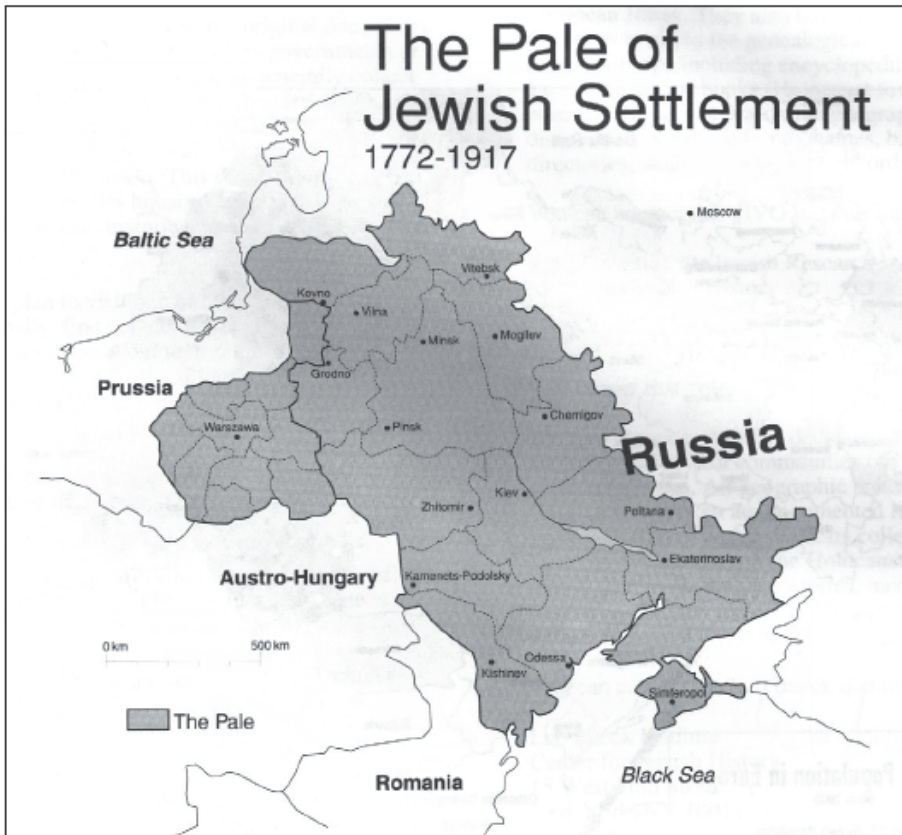 The Pale of
Jewish Settlement
1772-1917
Moscow
Baltic Sea
Vitebsk
Kovno
Vilna
Mogilev
Minsk
Grodno
Prussia
Chernigov
Warszawa
Pinsk
Russia
Kiev
Zhitomir
Poltana
Ekaterinoslav
Austro-Hungary
Kamenets-Podolsky
0 km
500 km
Odessa
Kishinev
Simferopol
The Pale
Romania
Black Sea